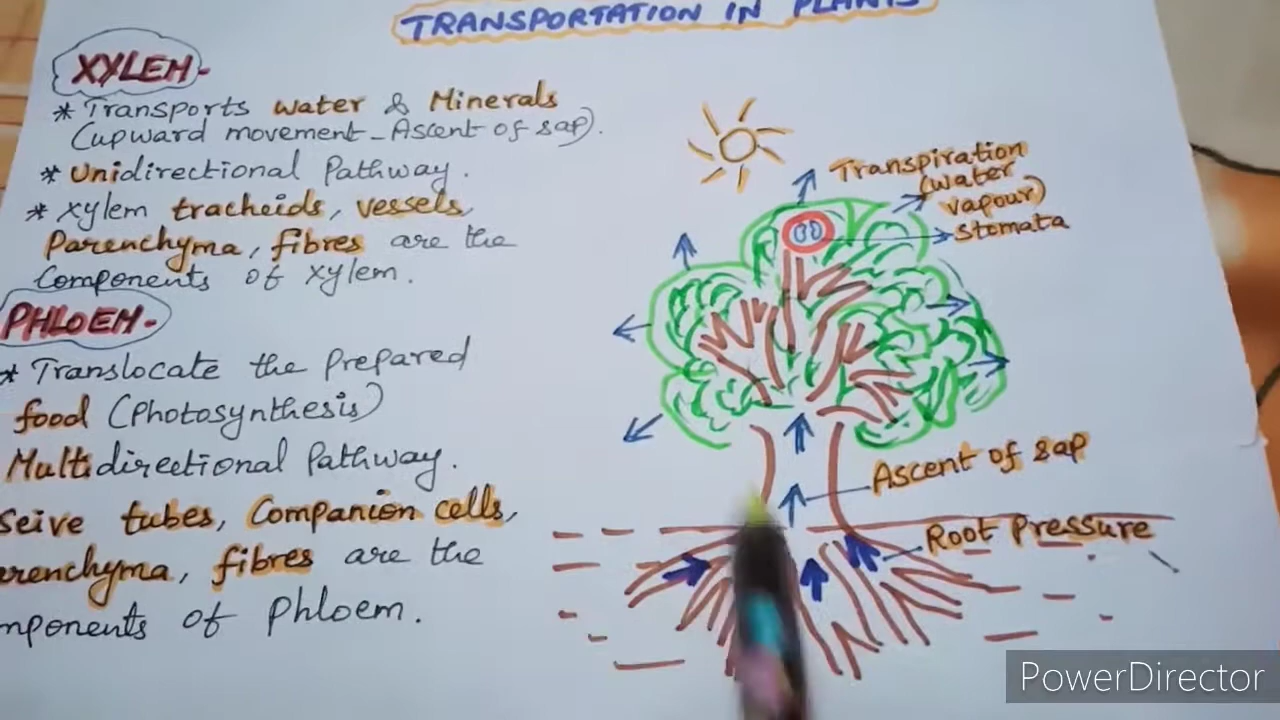 TRANSPORTATION IN PLANTS
XYLEM-
* Transports water & Minerals
(upward movement - Ascent of sap).
* Unidirectional Pathway.
* Xylem tracheids, vessels,
Parenchyma, fibres are the
components of xylem.
PHLOEM-
* Translocate the prepared
food (Photosynthesis)
Multidirectional Pathway.
Seive tubes, Companion cells,
arenchyma, fibres are the
mponents of Phloem.
Transpiration
(water
vapour)
Stomata
Ascent of sap
Root Pressure
PowerDirector